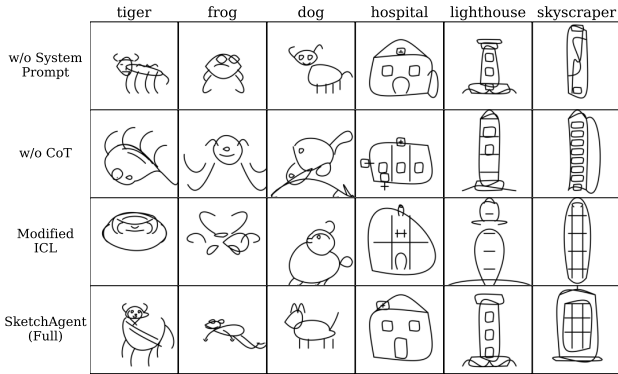 tiger frog dog hospital lighthouse skyscraper
w/o System
Prompt
w/o CoT
Modified
ICL
SketchAgent
(Full)